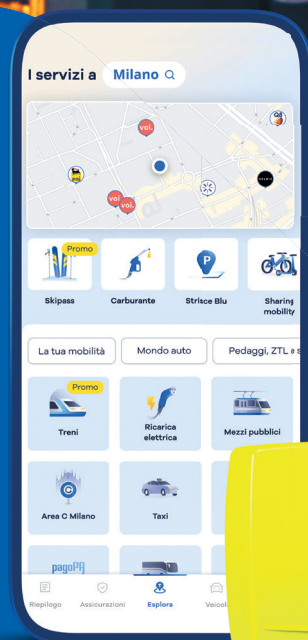 I servizi a Milano
voi.
voi
voi.
Promo
Skipass
Carburante
Strisce Blu
Sharing
mobility
La tua mobilità
Mondo auto
Pedaggi, ZTL e s
Promo
Treni
Ricarica
elettrica
Mezzi pubblici
Area C Milano
Taxi
pagoPA
Riepilogo
Assicurazioni
Esplora
Veicol